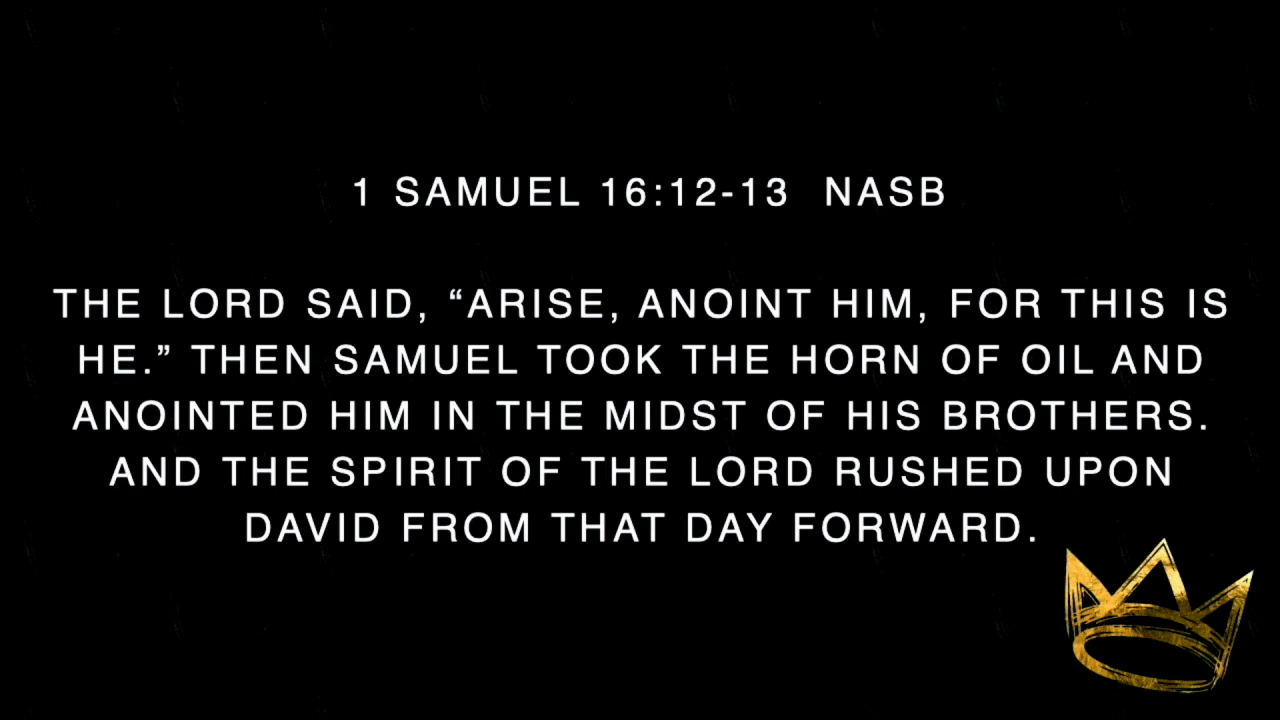 1 SAMUEL 16:12-13 NASB
THE LORD SAID, “ARISE, ANOINT HIM, FOR THIS IS
HE.” THEN SAMUEL TOOK THE HORN OF OIL AND
ANOINTED HIM IN THE MIDST OF HIS BROTHERS.
AND THE SPIRIT OF THE LORD RUSHED UPON
DAVID FROM THAT DAY FORWARD.